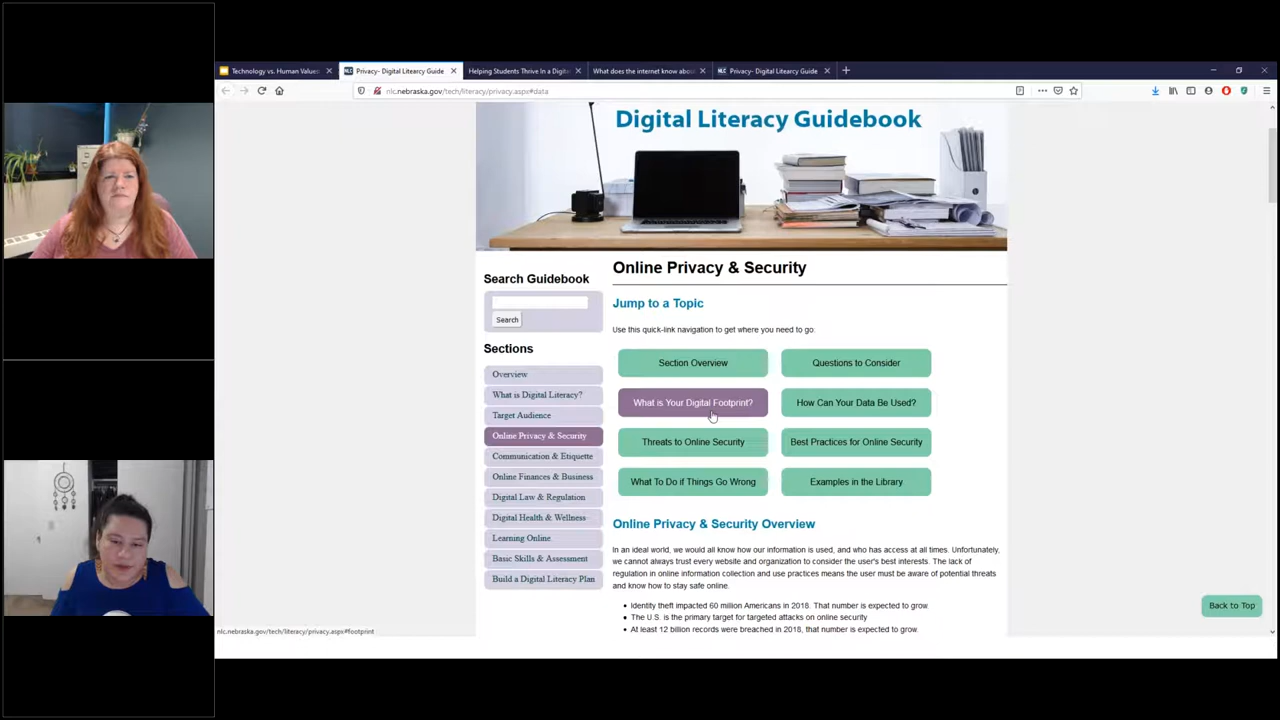 Technology vs. Human Values
Privacy- Digital Litearcy Guide
Helping Students Thrive In a Digita
What does the internet know abou
Privacy- Digital Litearcy Guide
nlc.nebraska.gov/tech/literacy/privacy.aspx#data
Digital Literacy Guidebook
Online Privacy & Security
Search Guidebook
Search
Sections
Overview
What is Digital Literacy?
Target Audience
Online Privacy & Security
Communication & Etiquette
Online Finances & Business
Digital Law & Regulation
Digital Health & Wellness
Learning Online
Basic Skills & Assessment
Build a Digital Literacy Plan
Jump to a Topic
Use this quick-link navigation to get where you need to go.
Section Overview
Questions to Consider
What is Your Digital Footprint?
How Can Your Data Be Used?
Threats to Online Security
Best Practices for Online Security
What To Do if Things Go Wrong
Examples in the Library
Online Privacy & Security Overview
In an ideal world, we would all know how our information is used, and who has access at all times. Unfortunately,
we cannot always trust every website and organization to consider the user's best interests. The lack of
regulation in online information collection and use practices means the user must be aware of potential threats
and know how to stay safe online.
Identity theft impacted 60 million Americans in 2018. That number is expected to grow.
The U.S. is the primary target for targeted attacks on online security
At least 12 billion records were breached in 2018, that number is expected to grow.
Back to Top
nlc.nebraska.gov/tech/literacy/privacy.aspx#footprint